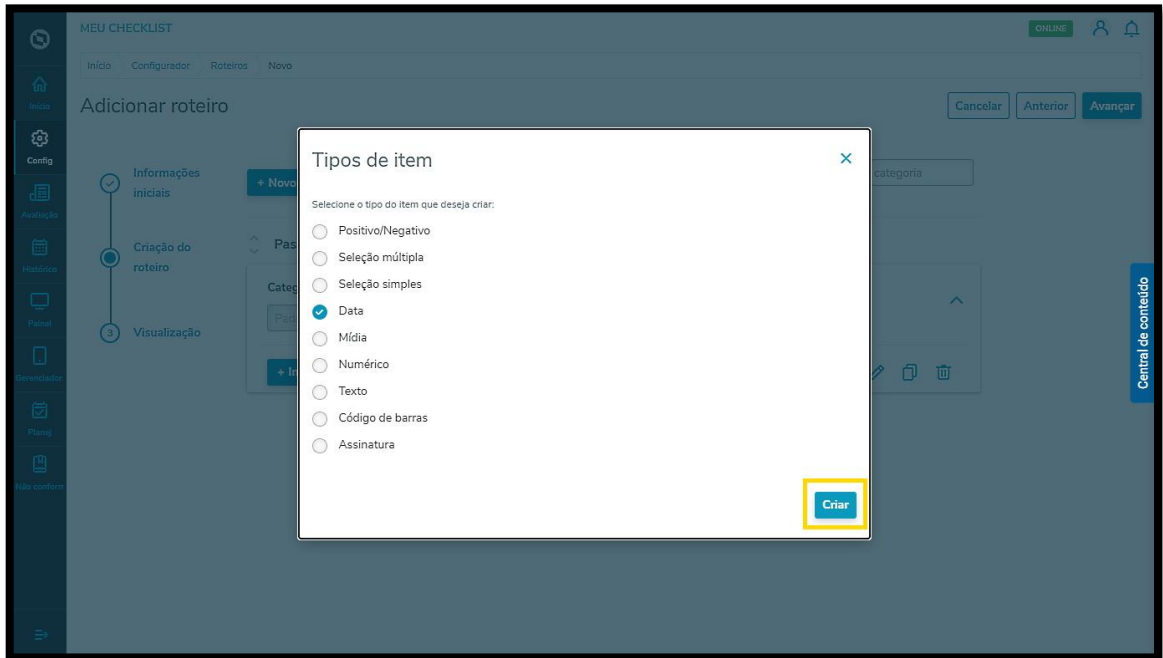 MEU CHECKLIST
ONLINE
Início
Configurador
Roteiros
Novo
Início
Adicionar roteiro
Cancelar
Anterior
Avançar
Config
Tipos de item
Informações
iniciais
+ Novo
categoria
Avaliação
Selecione o tipo do item que deseja criar:
Positivo/Negativo
Seleção múltipla
Seleção simples
Data
Mídia
Numérico
Texto
Código de barras
Assinatura
Criar
Criação do
roteiro
Pas
Histórico
Categ
Pad
Painel
3
Visualização
+ In
Gerenciador
Planej
Não conform
Central de conteúdo